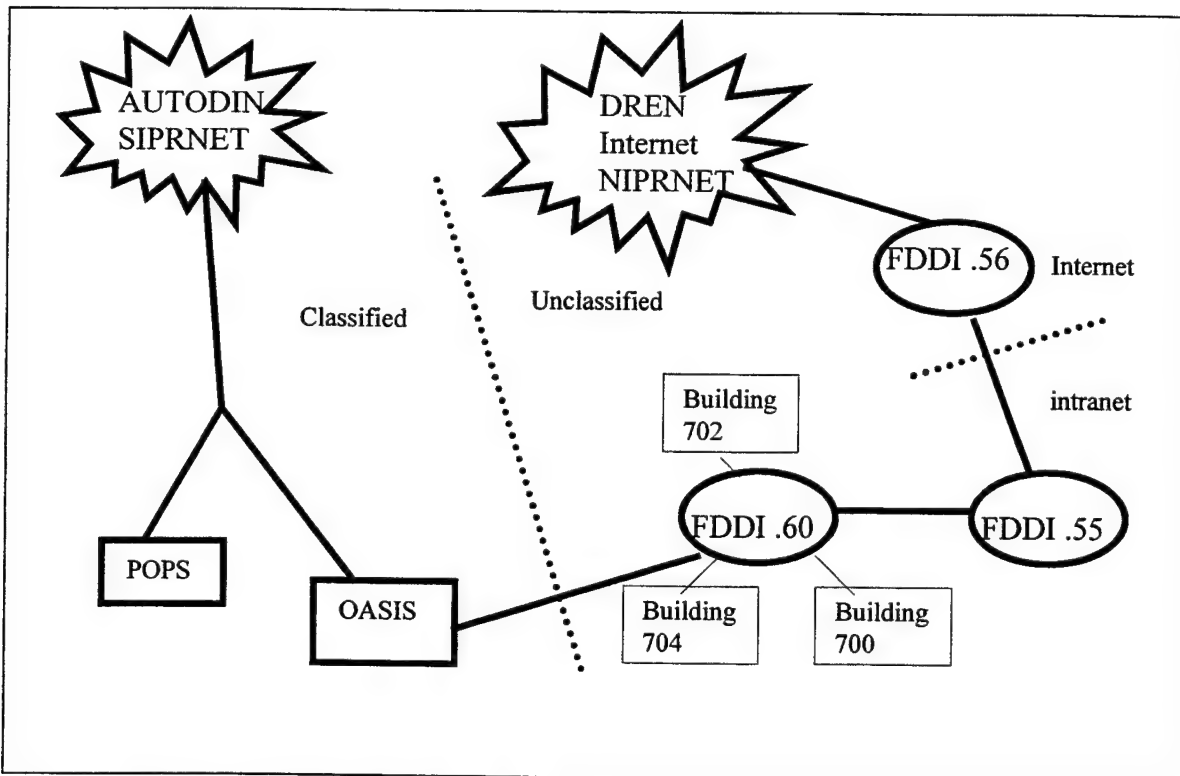 AUTODIN
SIPRNET
DREN
Internet
NIPRNET
FDDI .56
Internet
Classified
Unclassified
intranet
Building
702
FDDI .60
FDDI .55
POPS
OASIS
Building
704
Building
700